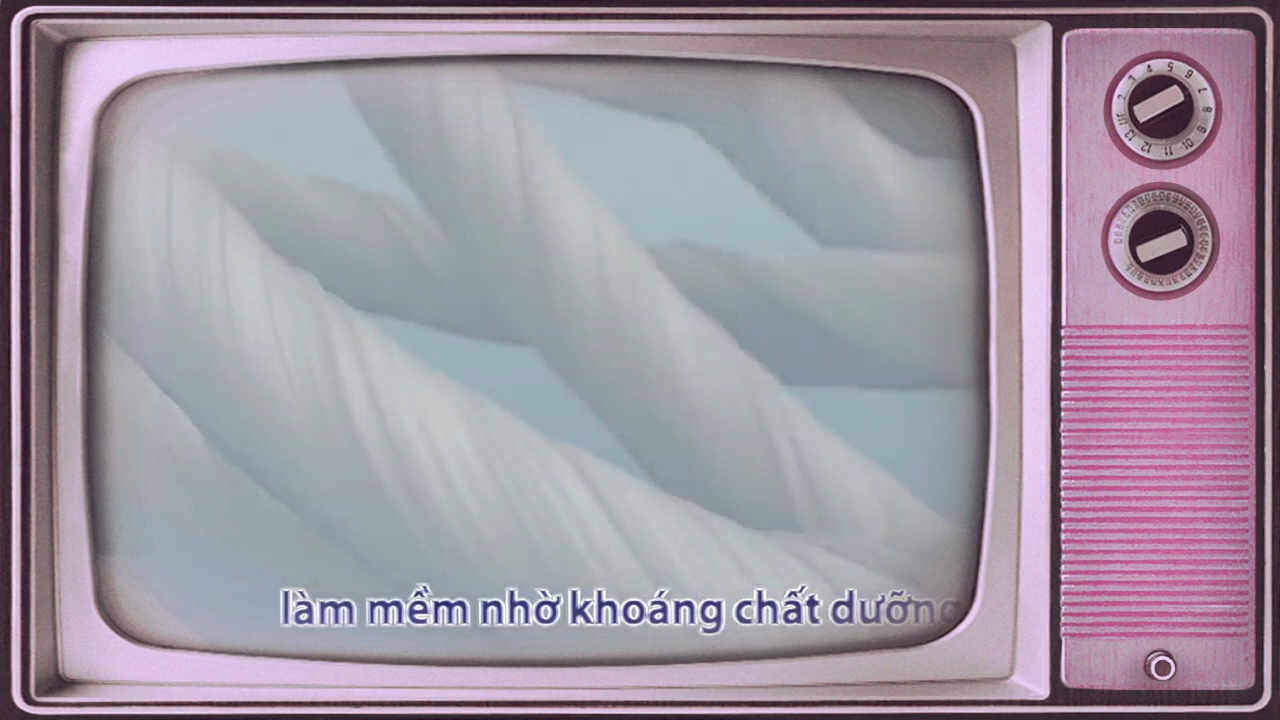 làm mềm nhờ khoáng chất dưỡng